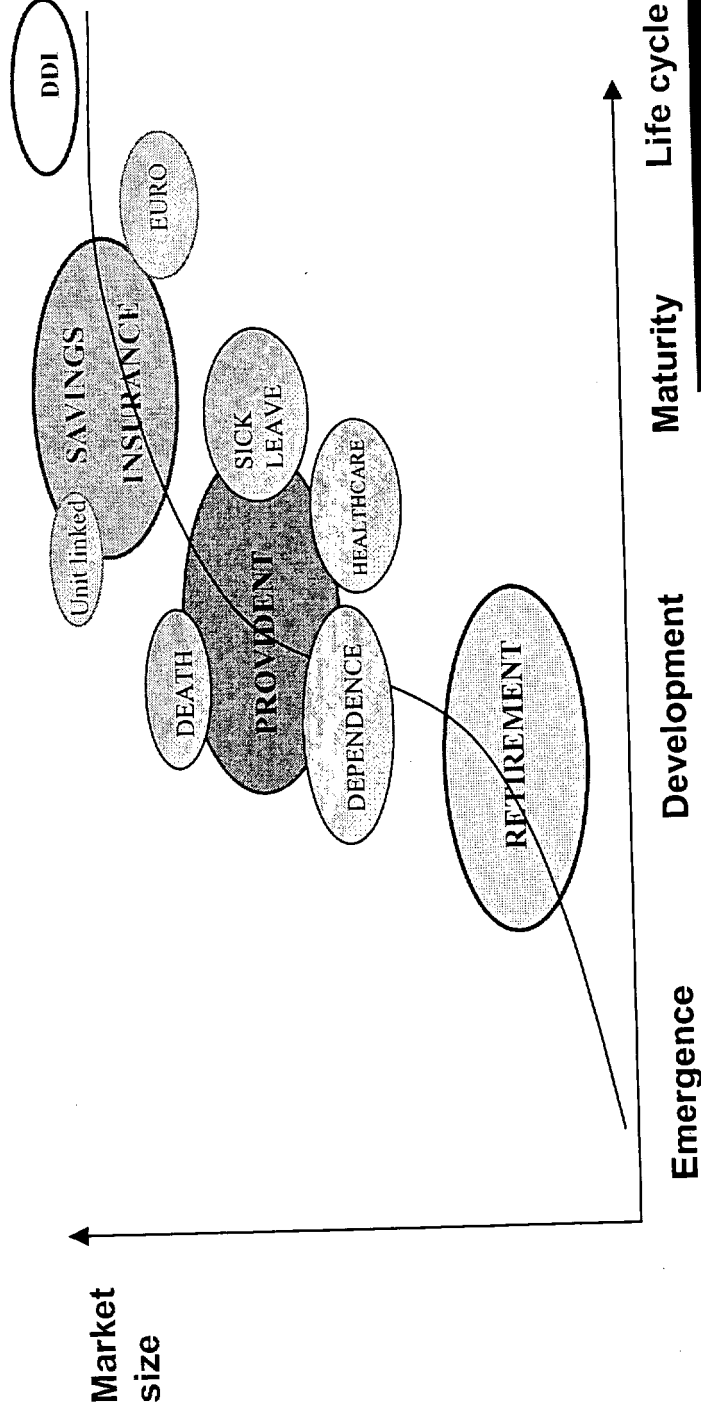 Market
size
DDI
Unit linked
SAVINGS
INSURANCE
EURO
DEATH
PROVIDENT
SICK
LEAVE
DEPENDENCE
HEALTHCARE
RETIREMENT
Emergence
Development
Maturity
Life cycle